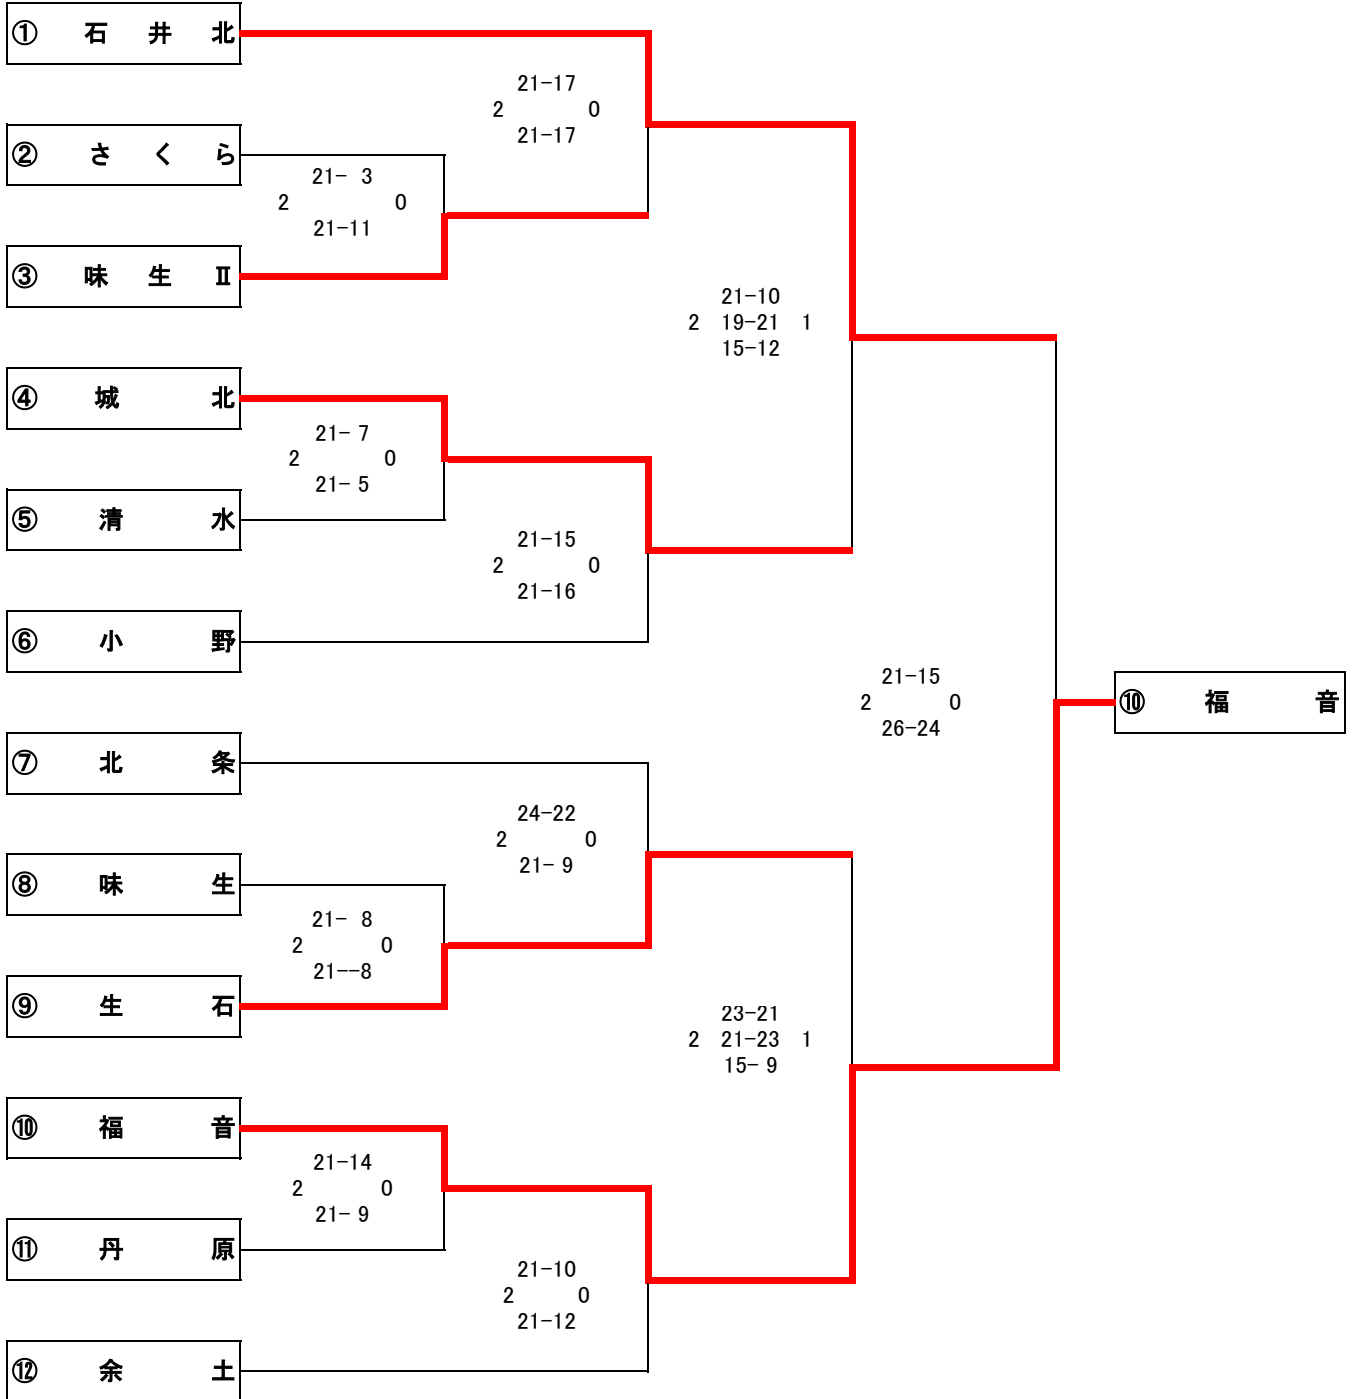 ① 石 井 北
21-17
2 0
21-17
② さ く ら
21- 3
2 0
21-11
③ 味 生 Ⅱ
21-10
2 19-21 1
15-12
④ 城 北
21- 7
2 0
21- 5
⑤ 清 水
21-15
2 0
21-16
⑥ 小 野
21-15
2 0
26-24
⑩ 福 音
⑦ 北 条
24-22
2 0
21- 9
⑧ 味 生
21- 8
2 0
21--8
⑨ 生 石
23-21
2 21-23 1
15- 9
⑩ 福 音
21-14
2 0
21- 9
⑪ 丹 原
21-10
2 0
21-12
⑫ 余 土